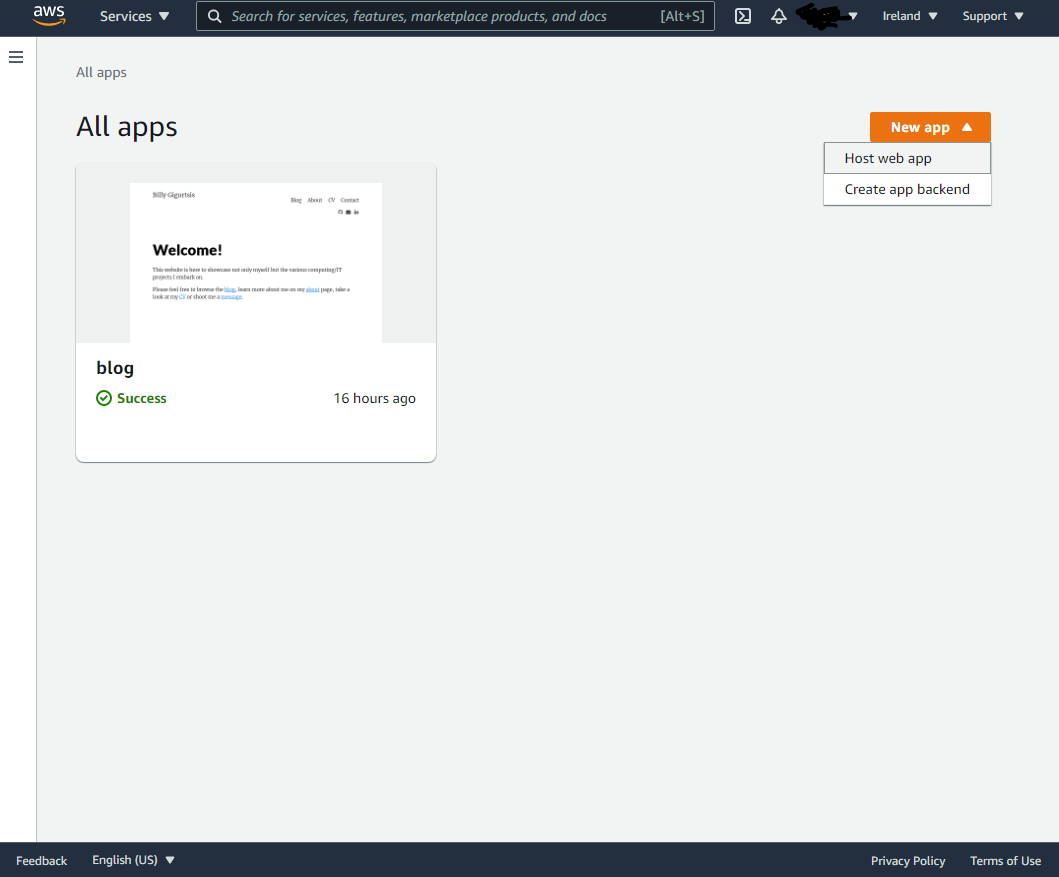 aws Services Search for services, features, marketplace products, and docs [Alt+S] Ireland Support
All apps
All apps
New app
Host web app
Create app backend
Billy Gigurtsis
Blog About CV Contact
Welcome!
This website is here to showcase not only myself but the various computing/IT
projects I embark on.
Please feel free to browse the blog, learn more about me on my about page, take a
look at my CV or shoot me a message.
blog
Success 16 hours ago
Feedback English (US) Privacy Policy Terms of Use